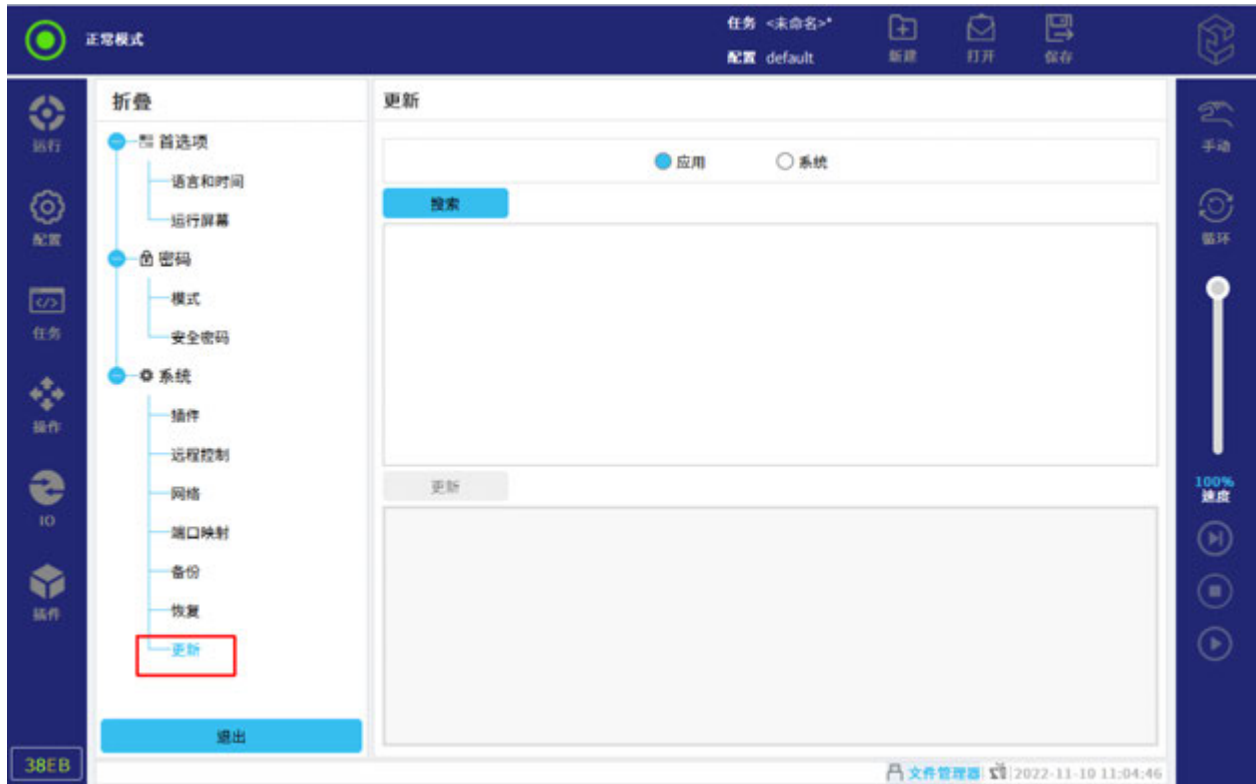 正常模式
任务 <未命名>*
配置 default
新建
打开
保存
运行
配置
任务
操作
IO
插件
38EB
折叠
首选项
语言和时间
运行屏幕
密码
模式
安全密码
系统
插件
远程控制
网络
端口映射
备份
恢复
更新
退出
更新
应用
系统
搜索
更新
手动
循环
100%
速度
文件管理器
2022-11-10 11:04:46